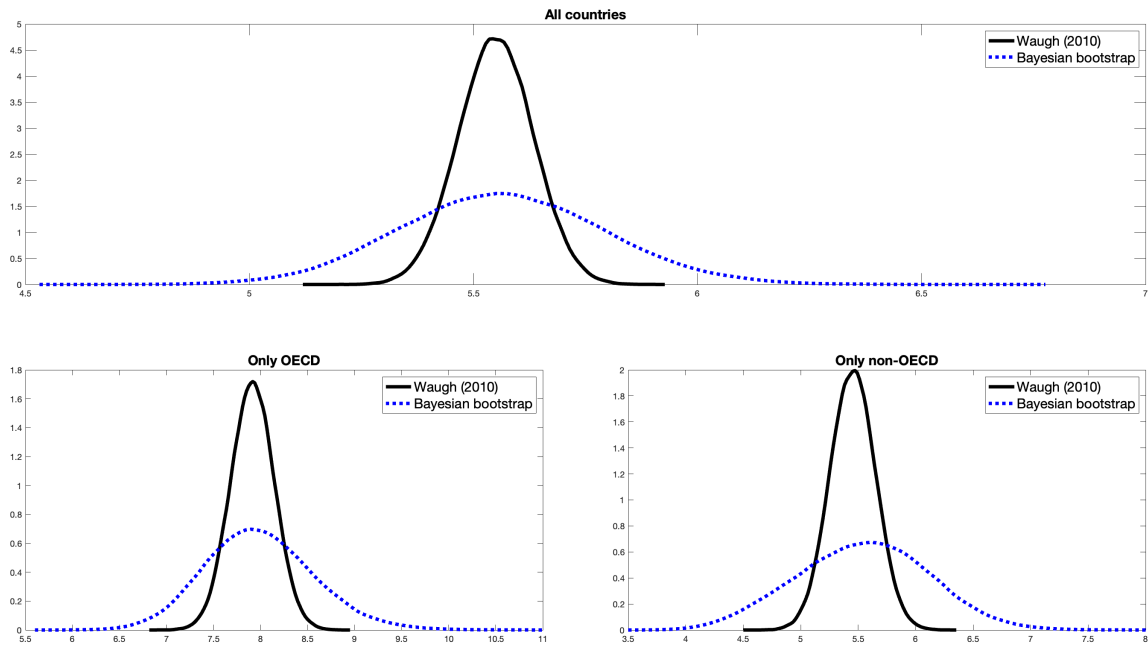 All countries
5
4.5
4
3.5
3
2.5
2
1.5
1
0.5
0
4.5 5 5.5 6 6.5 7
Waugh (2010)
Bayesian bootstrap
Only OECD
1.8
1.6
1.4
1.2
1
0.8
0.6
0.4
0.2
0
5.5 6 6.5 7 7.5 8 8.5 9 9.5 10 10.5 11
Waugh (2010)
Bayesian bootstrap
Only non-OECD
2
1.8
1.6
1.4
1.2
1
0.8
0.6
0.4
0.2
0
3.5 4 4.5 5 5.5 6 6.5 7 7.5 8
Waugh (2010)
Bayesian bootstrap